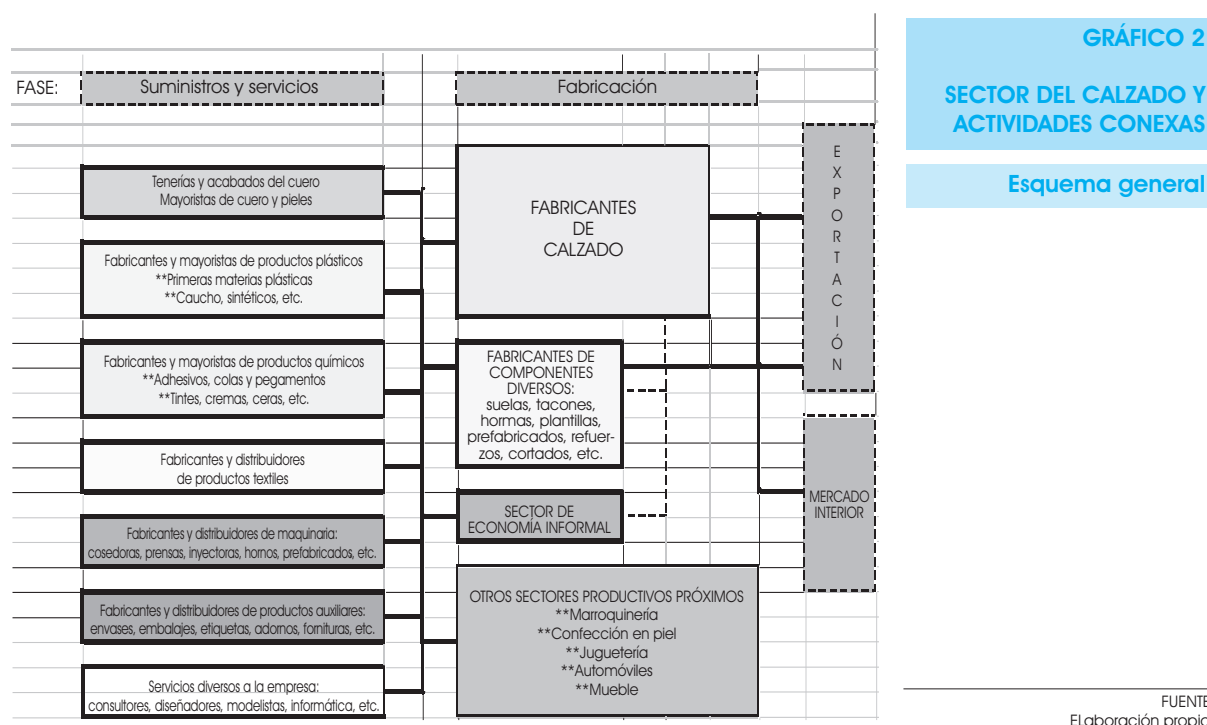 GRÁFICO 2
SECTOR DEL CALZADO Y
ACTIVIDADES CONEXAS
Esquema general
FASE:
Suministros y servicios
Fabricación
Tenerías y acabados del cuero
Mayoristas de cuero y pieles
Fabricantes y mayoristas de productos plásticos
**Primeras materias plásticas
**Caucho, sintéticos, etc.
Fabricantes y mayoristas de productos químicos
**Adhesivos, colas y pegamentos
**Tintes, cremas, ceras, etc.
Fabricantes y distribuidores
de productos textiles
Fabricantes y distribuidores de maquinaria:
cosedoras, prensas, inyectoras, hornos, prefabricados, etc.
Fabricantes y distribuidores de productos auxiliares:
envases, embalajes, etiquetas, adornos, fornituras, etc.
Servicios diversos a la empresa:
consultores, diseñadores, modelistas, informática, etc.
FABRICANTES
DE
CALZADO
FABRICANTES DE
COMPONENTES
DIVERSOS:
suelas, tacones,
hormas, plantillas,
prefabricados, refuer-
zos, cortados, etc.
SECTOR DE
ECONOMÍA INFORMAL
OTROS SECTORES PRODUCTIVOS PRÓXIMOS
**Marroquinería
**Confección en piel
**Juguetería
**Automóviles
**Mueble
E
X
P
O
R
T
A
C
I
Ó
N
MERCADO
INTERIOR
FUENTE
ELaboración propia